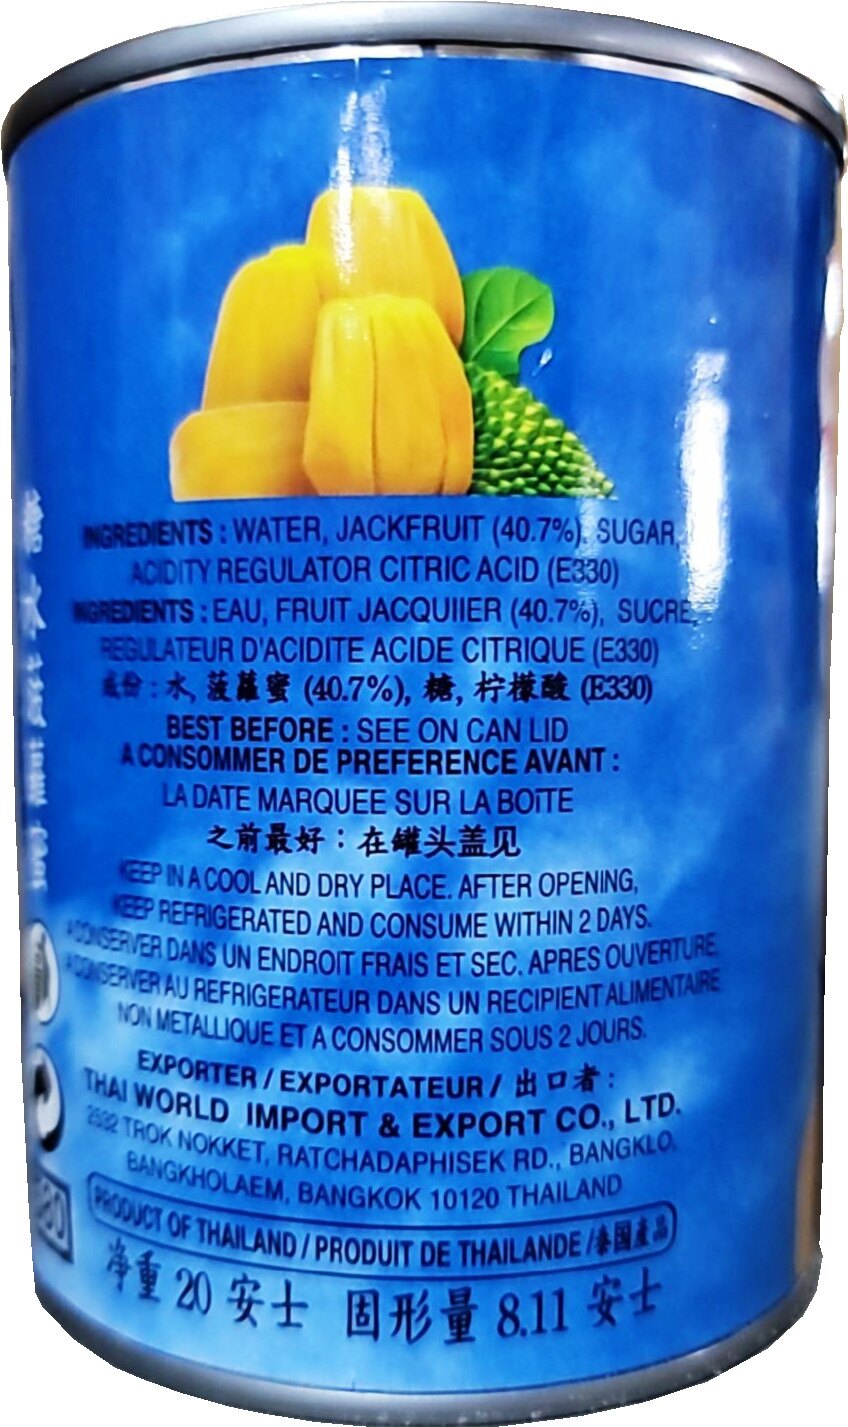 INGREDIENTS : WATER, JACKFRUIT (40.7%), SUGAR,
ACIDITY REGULATOR CITRIC ACID (E330)
INGREDIENTS : EAU, FRUIT JACQUIIER (40.7%), SUCRE,
REGULATEUR D'ACIDITE ACIDE CITRIQUE (E330)
成份 : 水, 菠蘿蜜 (40.7%), 糖, 柠檬酸 (E330)
BEST BEFORE : SEE ON CAN LID
A CONSOMMER DE PREFERENCE AVANT :
LA DATE MARQUEE SUR LA BOîTE
之前最好 : 在罐头盖见
KEEP IN A COOL AND DRY PLACE. AFTER OPENING,
KEEP REFRIGERATED AND CONSUME WITHIN 2 DAYS.
A CONSERVER DANS UN ENDROIT FRAIS ET SEC. APRES OUVERTURE,
A CONSERVER AU REFRIGERATEUR DANS UN RECIPIENT ALIMENTAIRE
NON METALLIQUE ET A CONSOMMER SOUS 2 JOURS.
EXPORTER / EXPORTATEUR / 出口者 :
THAI WORLD IMPORT & EXPORT CO., LTD.
2532 TROK NOKKET, RATCHADAPHISEK RD., BANGKLO,
BANGKHOLAEM, BANGKOK 10120 THAILAND
PRODUCT OF THAILAND / PRODUIT DE THAILANDE / 泰国產品
净重 20 安士 固形量 8.11 安士